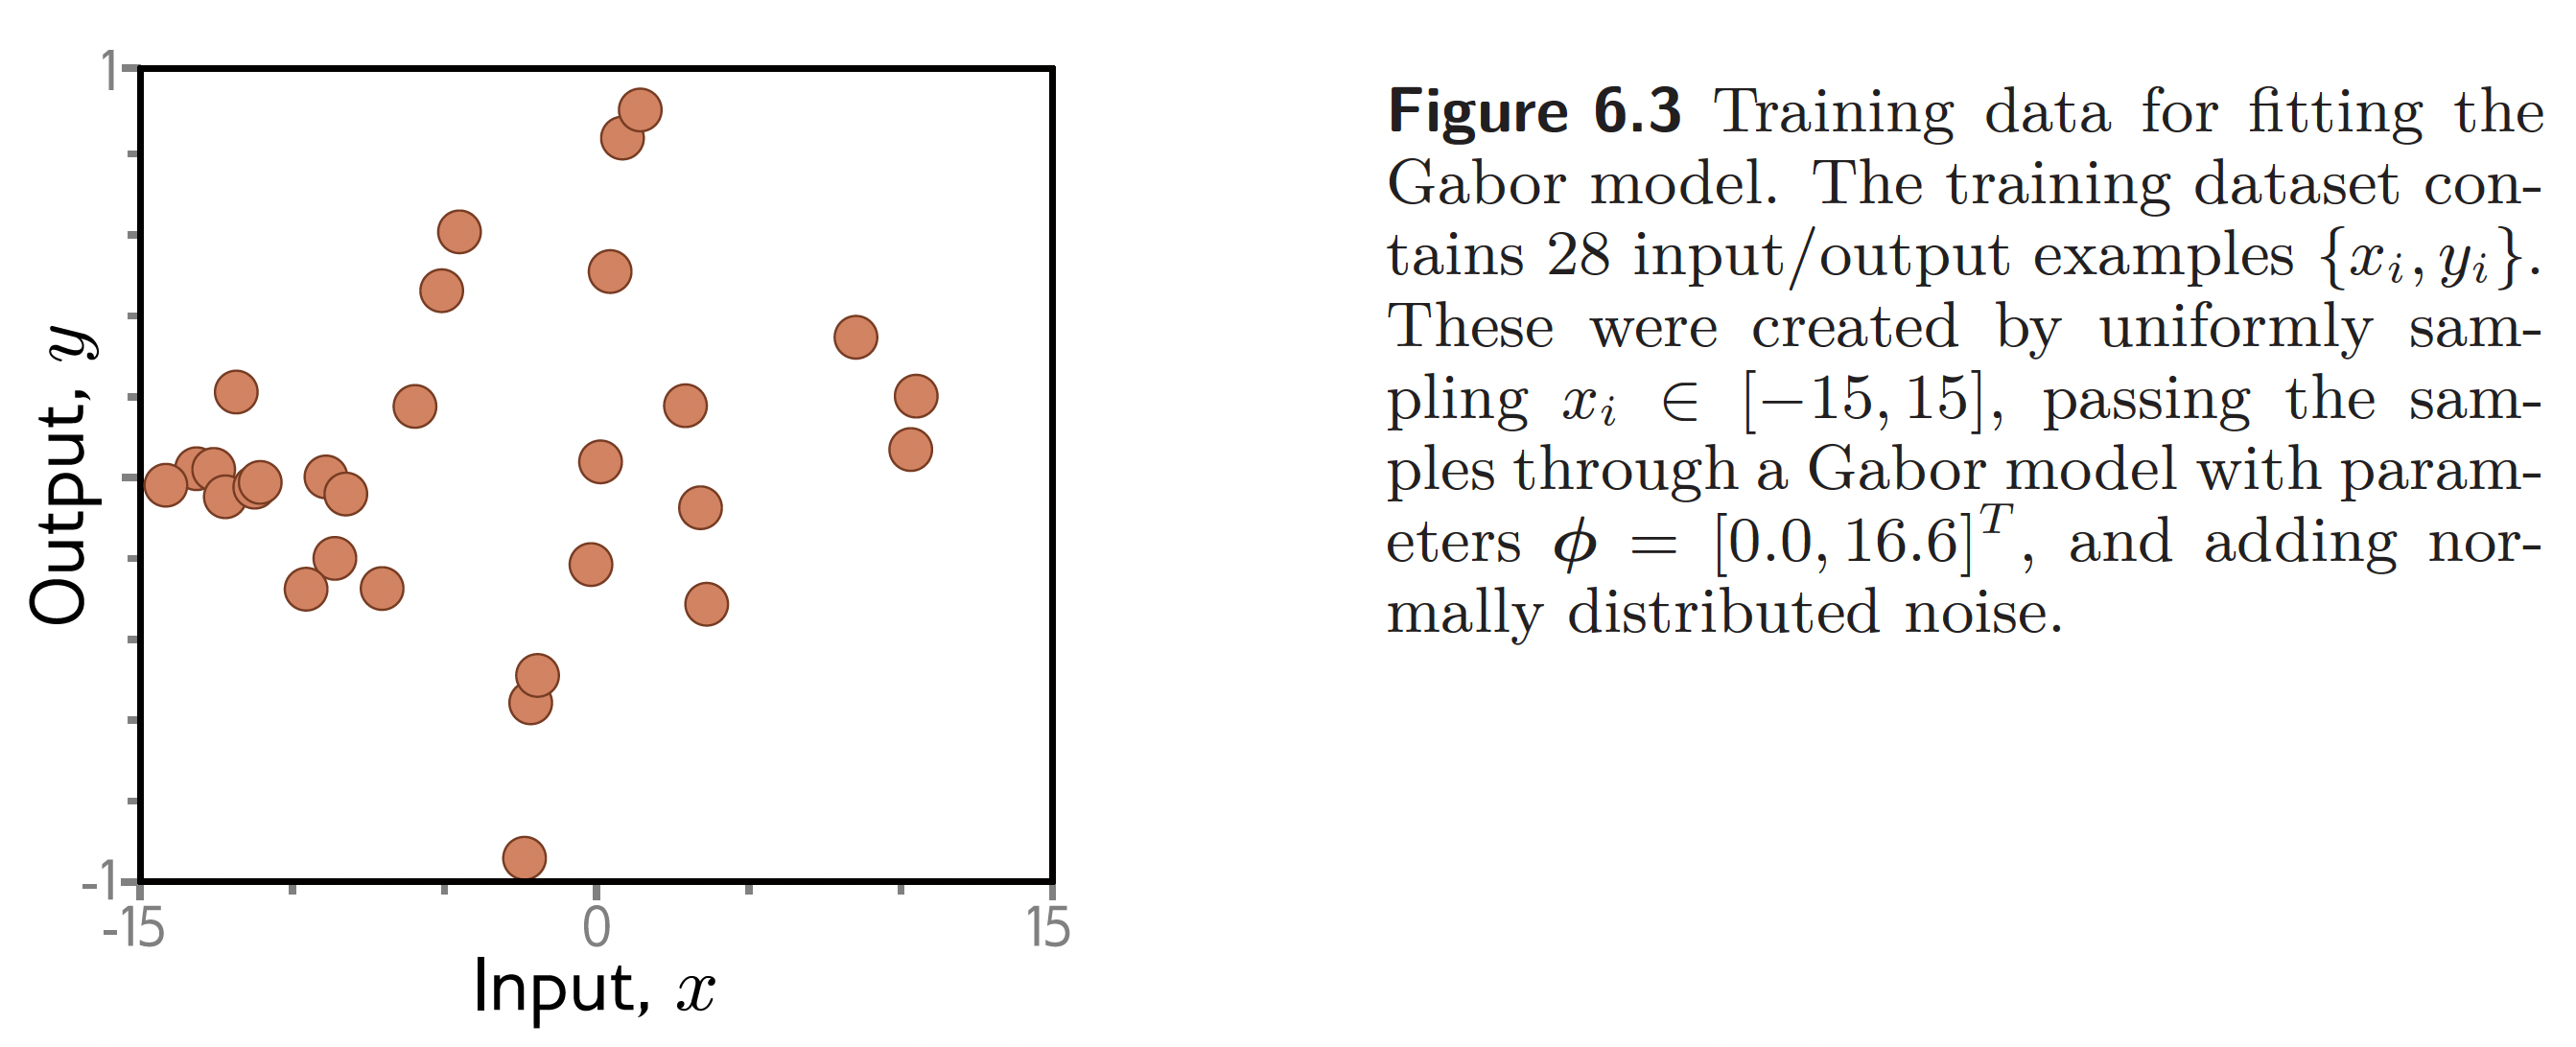 1
Output, y
-1
-15
0
15
Input, x
Figure 6.3 Training data for fitting the
Gabor model. The training dataset con-
tains 28 input/output examples {xᵢ, yᵢ}.
These were created by uniformly sam-
pling xᵢ ∈ [−15, 15], passing the sam-
ples through a Gabor model with param-
eters ϕ = [0.0, 16.6]ᵀ, and adding nor-
mally distributed noise.